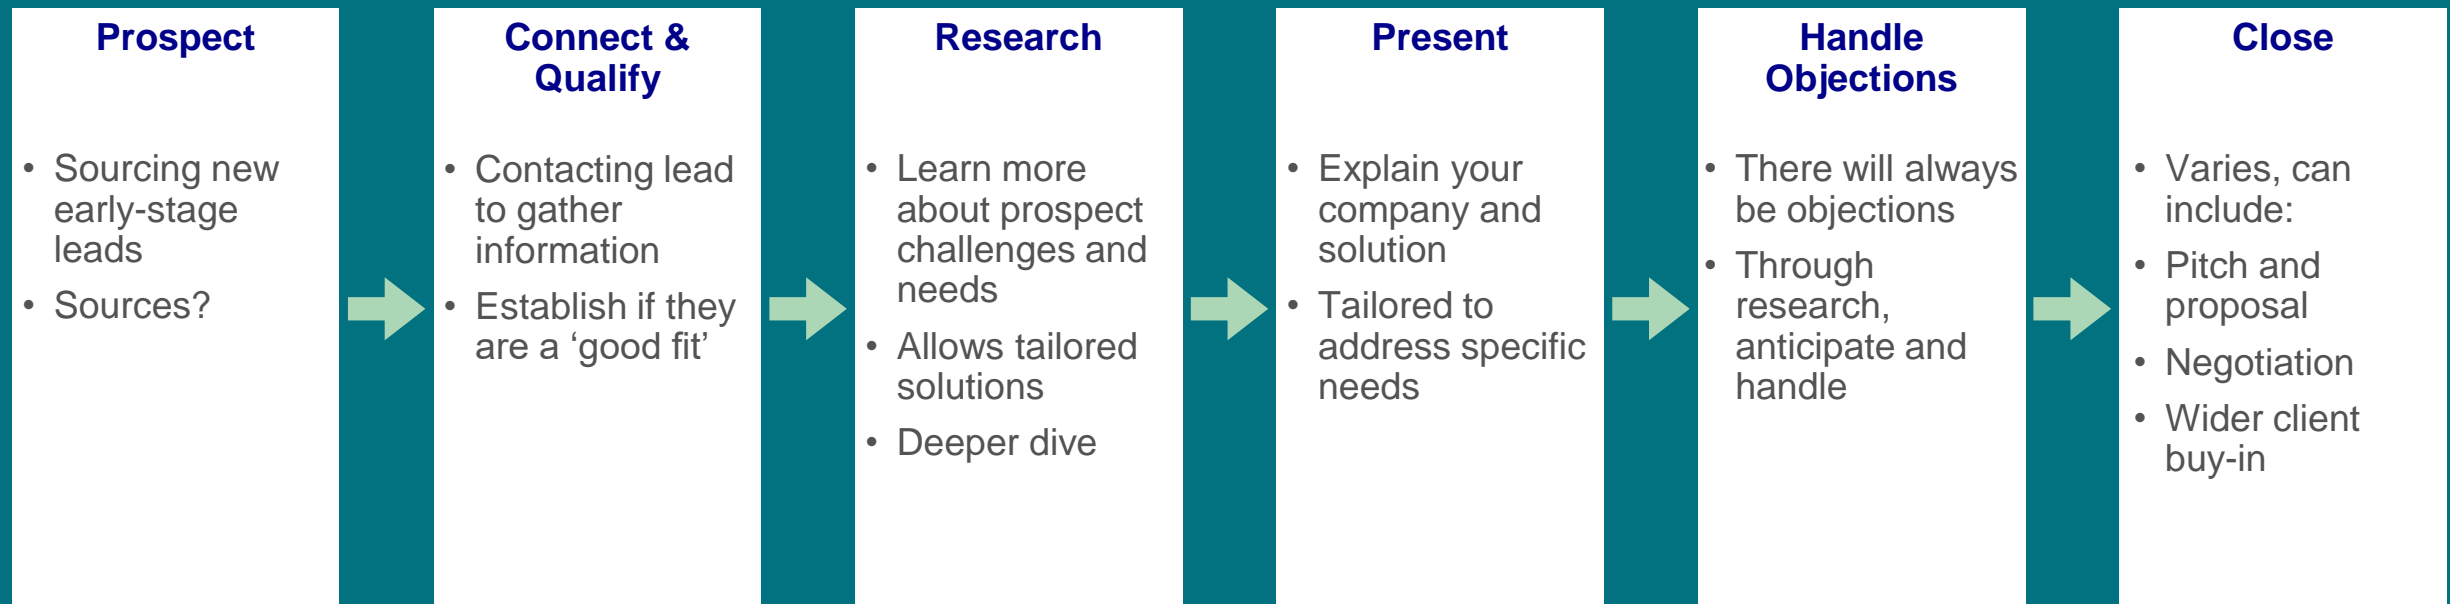 Prospect
• Sourcing new
early-stage
leads
• Sources?
Connect &
Qualify
• Contacting lead
to gather
information
• Establish if they
are a ‘good fit’
Research
• Learn more
about prospect
challenges and
needs
• Allows tailored
solutions
• Deeper dive
Present
• Explain your
company and
solution
• Tailored to
address specific
needs
Handle
Objections
• There will always
be objections
• Through
research,
anticipate and
handle
Close
• Varies, can
include:
• Pitch and
proposal
• Negotiation
• Wider client
buy-in